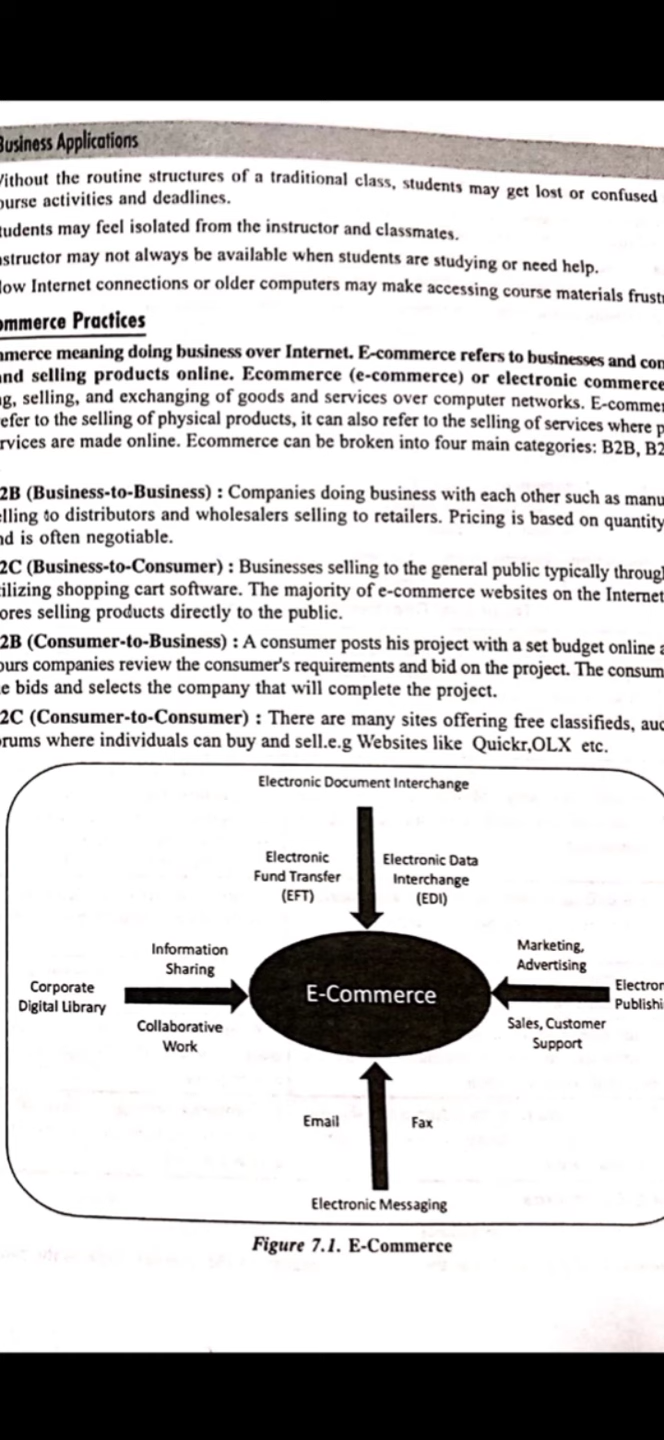 Business Applications
Without the routine structures of a traditional class, students may get lost or confused
ourse activities and deadlines.
tudents may feel isolated from the instructor and classmates.
nstructor may not always be available when students are studying or need help.
low Internet connections or older computers may make accessing course materials frustr
ommerce Practices
mmerce meaning doing business over Internet. E-commerce refers to businesses and con
and selling products online. Ecommerce (e-commerce) or electronic commerce
ng, selling, and exchanging of goods and services over computer networks. E-commer
efer to the selling of physical products, it can also refer to the selling of services where p
rvices are made online. Ecommerce can be broken into four main categories: B2B, B2
2B (Business-to-Business) : Companies doing business with each other such as manu
elling to distributors and wholesalers selling to retailers. Pricing is based on quantity
nd is often negotiable.
2C (Business-to-Consumer) : Businesses selling to the general public typically through
tilizing shopping cart software. The majority of e-commerce websites on the Internet
ores selling products directly to the public.
2B (Consumer-to-Business) : A consumer posts his project with a set budget online a
ours companies review the consumer's requirements and bid on the project. The consum
e bids and selects the company that will complete the project.
2C (Consumer-to-Consumer) : There are many sites offering free classifieds, auc
orums where individuals can buy and sell.e.g Websites like Quickr,OLX etc.
Electronic Document Interchange
Electronic
Fund Transfer
(EFT)
Electronic Data
Interchange
(EDI)
Information
Sharing
Marketing,
Advertising
Corporate
Digital Library
E-Commerce
Electron
Publishi
Collaborative
Work
Sales, Customer
Support
Email
Fax
Electronic Messaging
Figure 7.1. E-Commerce